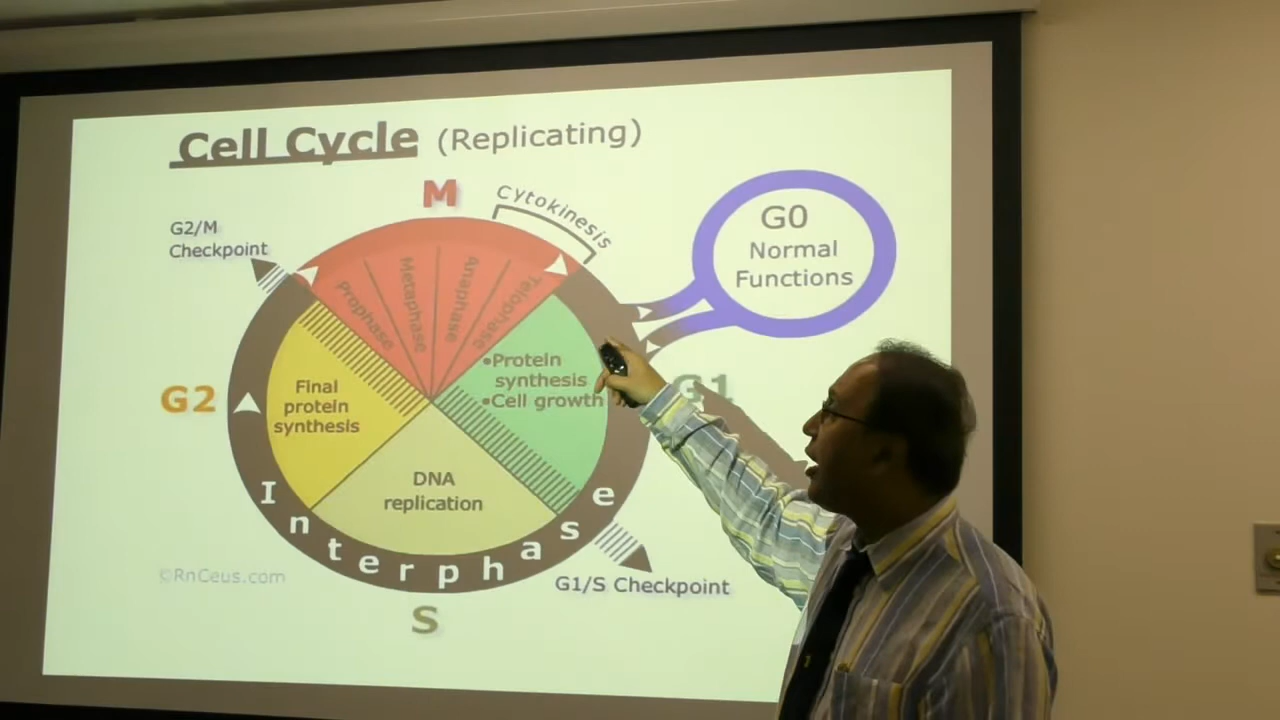 Cell Cycle (Replicating)
M
Cytokinesis
G2/M
Checkpoint
G0
Normal
Functions
Prophase
Metaphase
Anaphase
Telophase
•Protein
synthesis
•Cell growth
G1
G2
Final
protein
synthesis
DNA
replication
Interphase
G1/S Checkpoint
©RnCeus.com
S